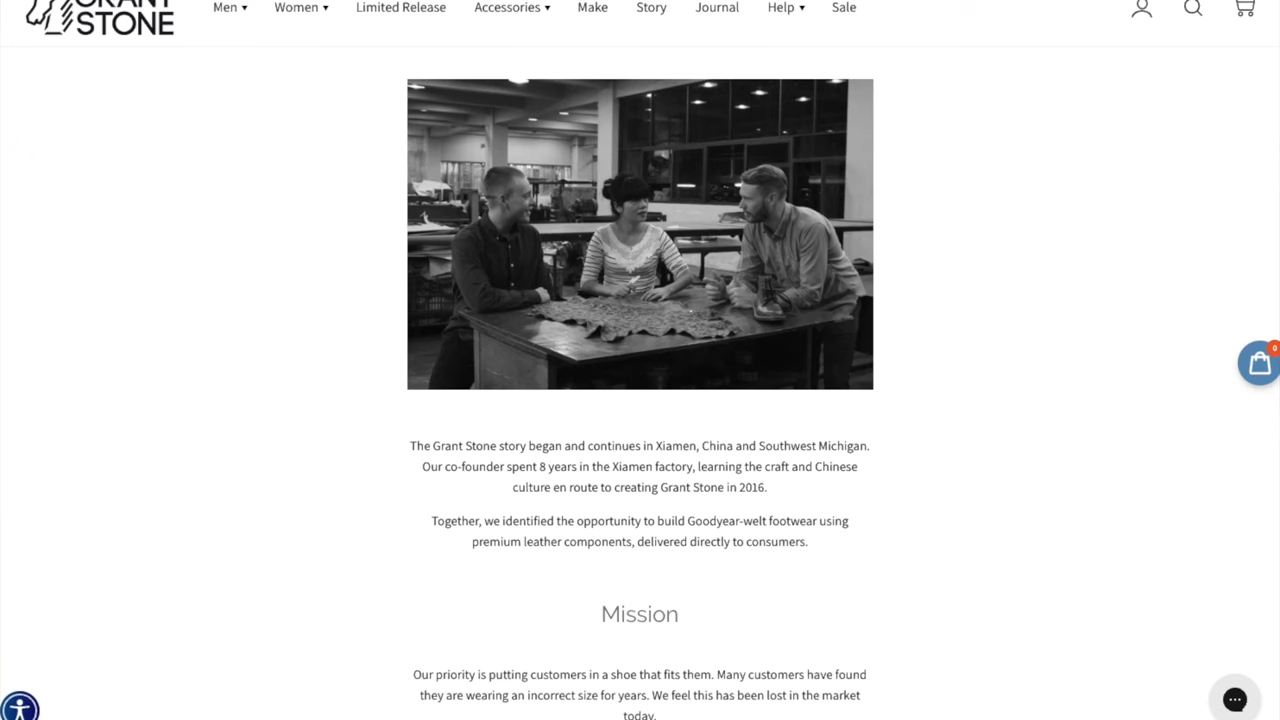 GRANT
STONE
Men ▾ Women ▾ Limited Release Accessories ▾ Make Story Journal Help ▾ Sale
0
The Grant Stone story began and continues in Xiamen, China and Southwest Michigan.
Our co-founder spent 8 years in the Xiamen factory, learning the craft and Chinese
culture en route to creating Grant Stone in 2016.
Together, we identified the opportunity to build Goodyear-welt footwear using
premium leather components, delivered directly to consumers.
Mission
Our priority is putting customers in a shoe that fits them. Many customers have found
they are wearing an incorrect size for years. We feel this has been lost in the market
today.